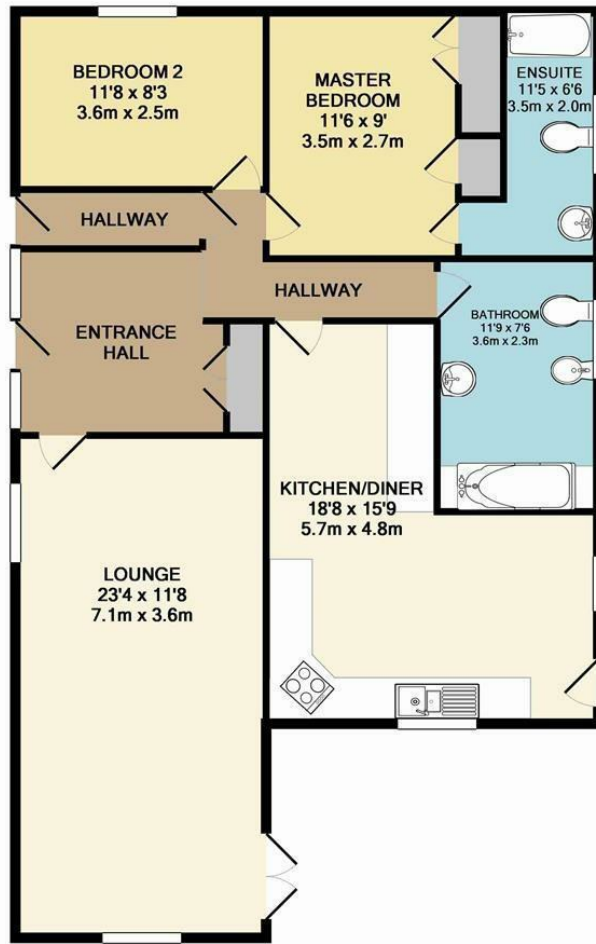 BEDROOM 2
11'8 x 8'3
3.6m x 2.5m
MASTER
BEDROOM
11'6 x 9'
3.5m x 2.7m
ENSUITE
11'5 x 6'6
3.5m x 2.0m
HALLWAY
HALLWAY
ENTRANCE
HALL
BATHROOM
11'9 x 7'6
3.6m x 2.3m
KITCHEN/DINER
18'8 x 15'9
5.7m x 4.8m
LOUNGE
23'4 x 11'8
7.1m x 3.6m